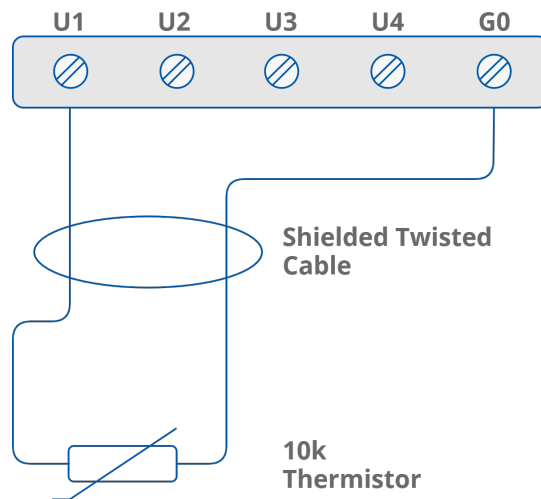 U1 U2 U3 U4 G0
Shielded Twisted
Cable
10k
Thermistor